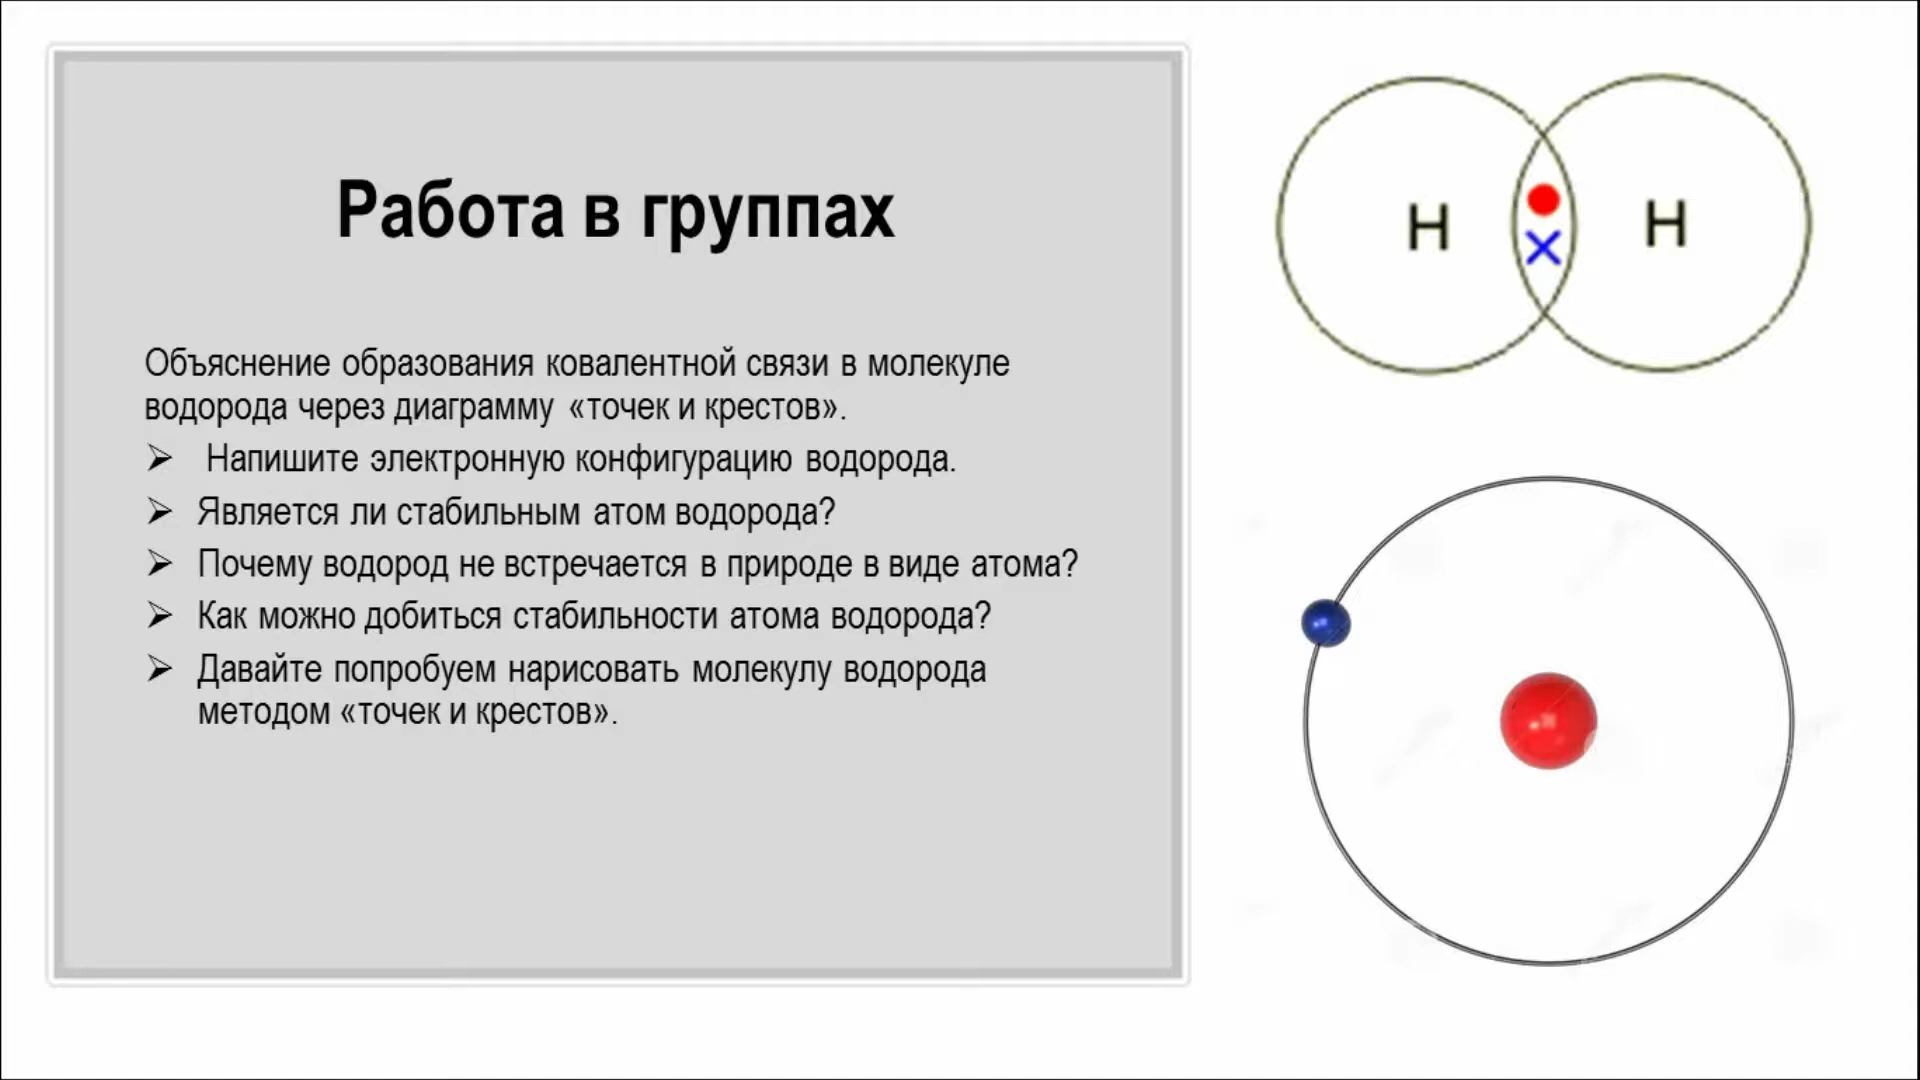 Работа в группах
Объяснение образования ковалентной связи в молекуле
водорода через диаграмму «точек и крестов».
Напишите электронную конфигурацию водорода.
Является ли стабильным атом водорода?
Почему водород не встречается в природе в виде атома?
Как можно добиться стабильности атома водорода?
Давайте попробуем нарисовать молекулу водорода
методом «точек и крестов».
H H